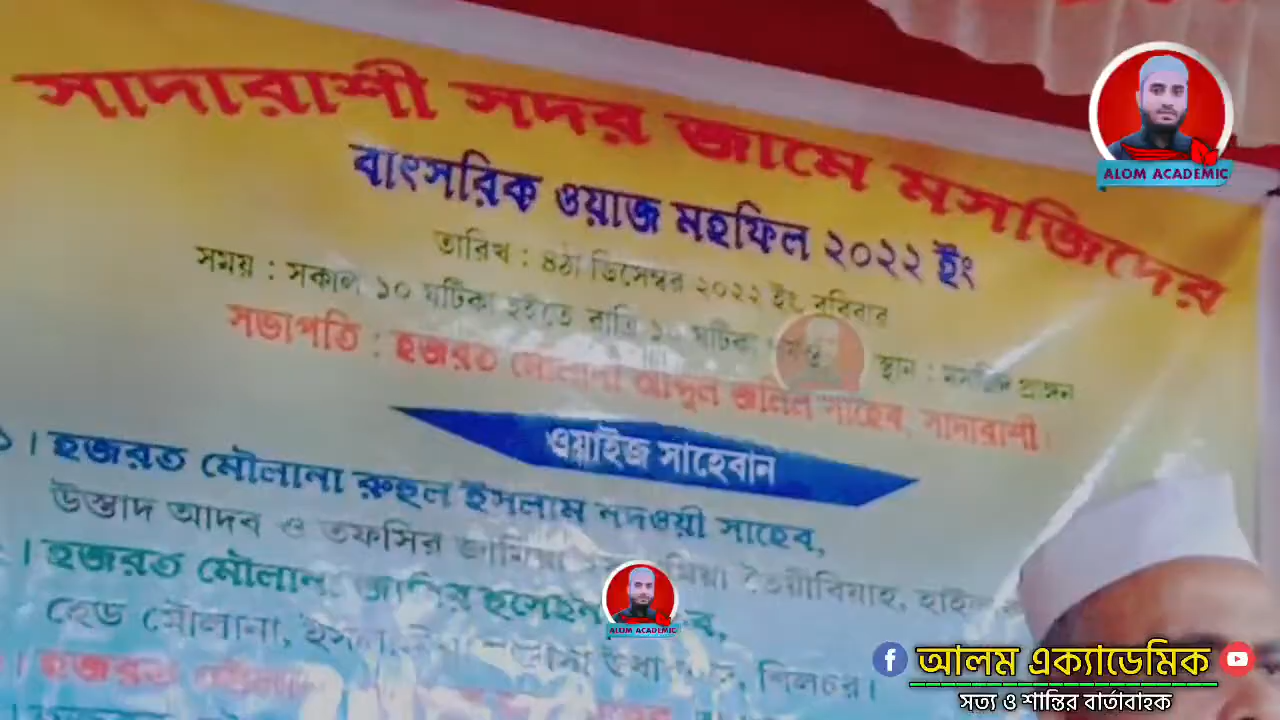 সাদারাশী সদর জামে মসজিদের
বাৎসরিক ওয়াজ মহফিল ২০২২ ইং
তারিখ : ৪ঠা ডিসেম্বর ২০২২ ইং, রবিবার
সময় : সকাল ১০ ঘটিকা হইতে রাত্রি ঘটিকা স্থান : মসজিদ প্রাঙ্গন
সভাপতি : হজরত মৌলানা আব্দুল জলিল সাহেব, সাদারাশী।
ওয়াইজ সাহেবান
১। হজরত মৌলানা রুহুল ইসলাম নদওয়ী সাহেব,
উস্তাদ আদব ও তফসির জামিয়া তৈয়ীবিয়াহ,
। হজরত মৌলানা হুসেইন
হেড মৌলানা, শিলচর।
। হজরত
ALOM ACADEMIC
ALOM ACADEMIC
আলম এক্যাডেমিক
সত্য ও শান্তির বার্তাবাহক